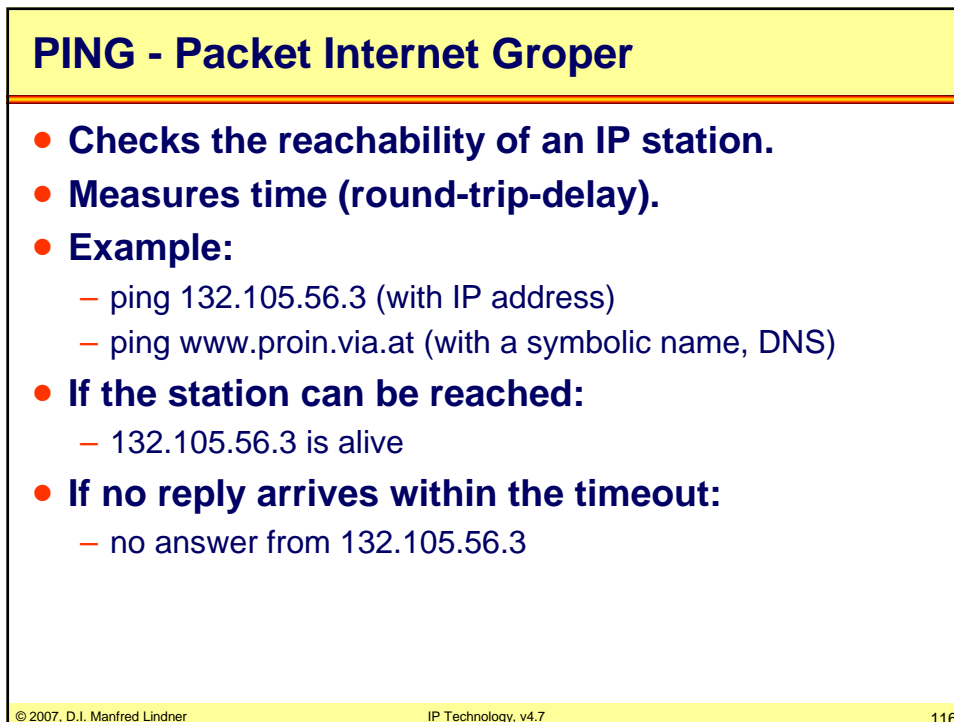 PING - Packet Internet Groper
• Checks the reachability of an IP station.
• Measures time (round-trip-delay).
• Example:
– ping 132.105.56.3 (with IP address)
– ping www.proin.via.at (with a symbolic name, DNS)
• If the station can be reached:
– 132.105.56.3 is alive
• If no reply arrives within the timeout:
– no answer from 132.105.56.3
© 2007, D.I. Manfred Lindner IP Technology, v4.7 116